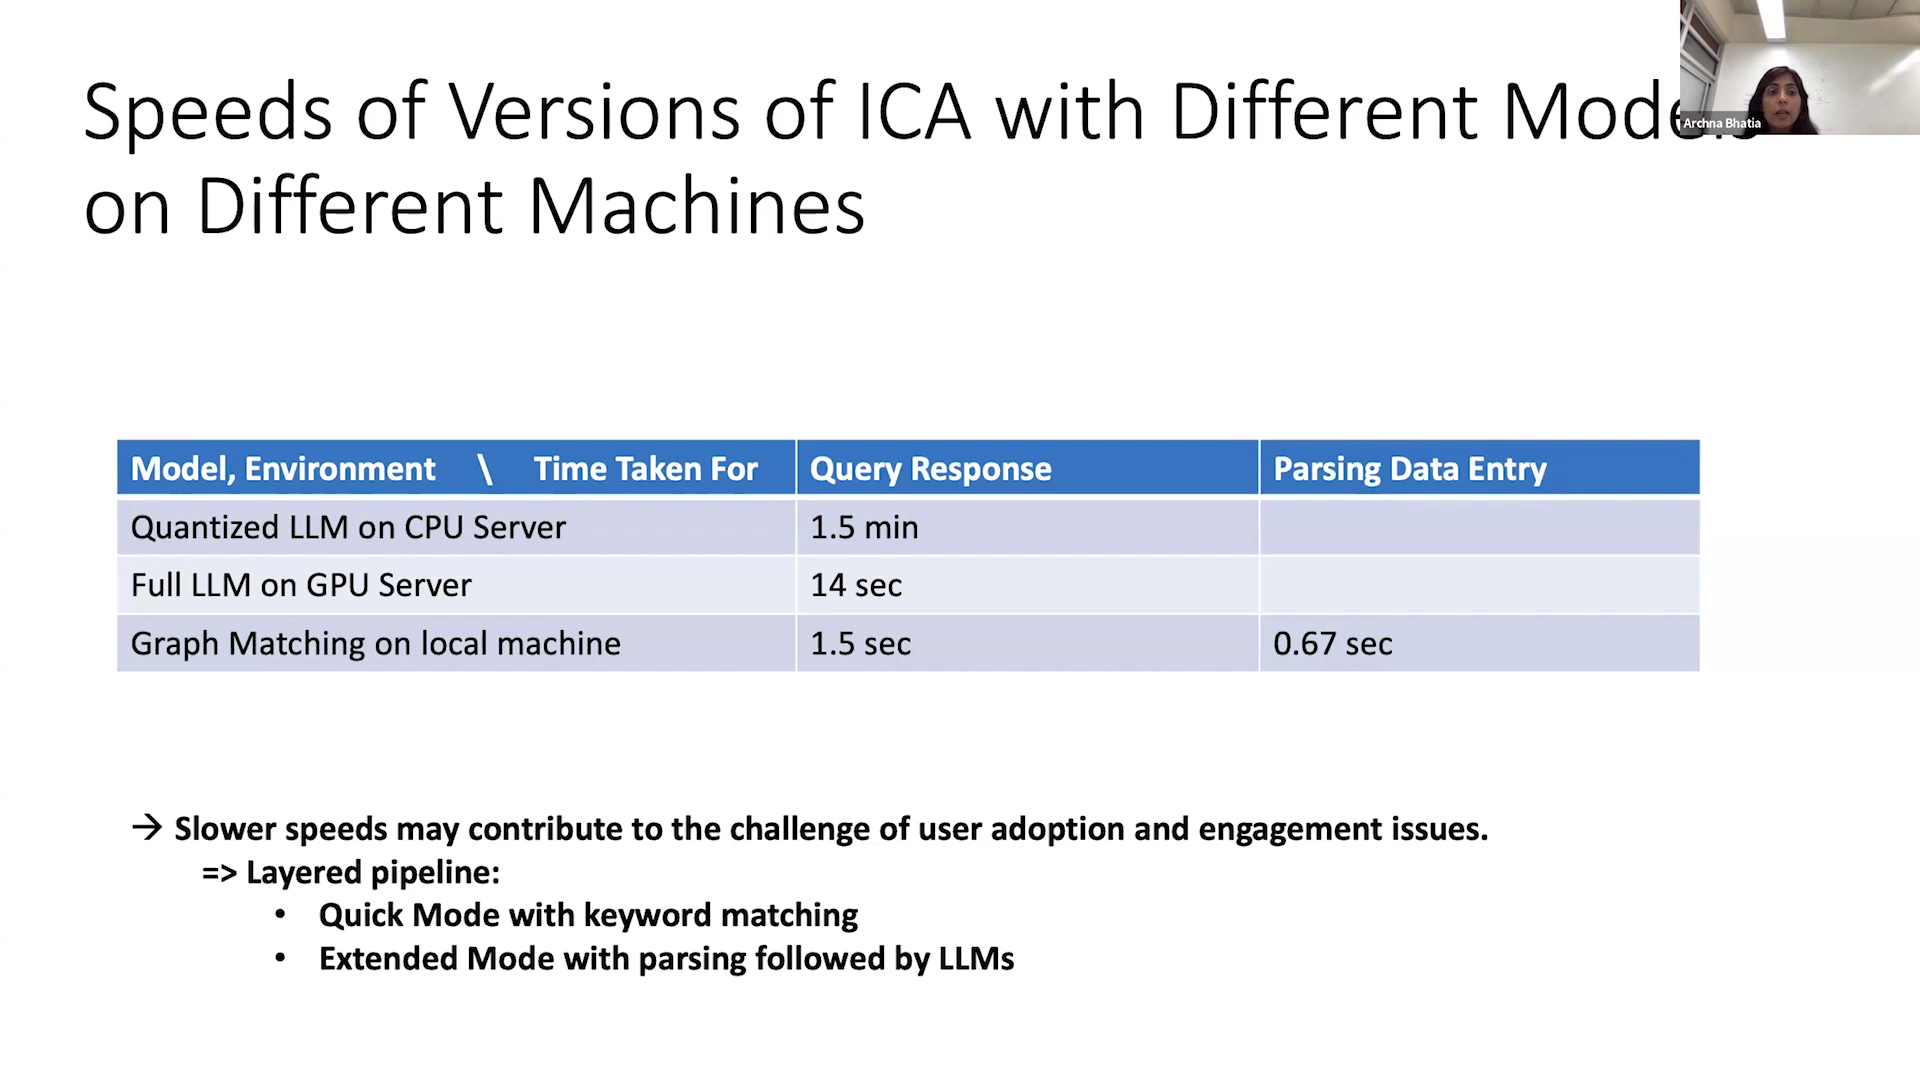 Speeds of Versions of ICA with Different Models
on Different Machines
Archna Bhatia
Model, Environment \ Time Taken For Query Response Parsing Data Entry
Quantized LLM on CPU Server 1.5 min
Full LLM on GPU Server 14 sec
Graph Matching on local machine 1.5 sec 0.67 sec
→ Slower speeds may contribute to the challenge of user adoption and engagement issues.
=> Layered pipeline:
• Quick Mode with keyword matching
• Extended Mode with parsing followed by LLMs